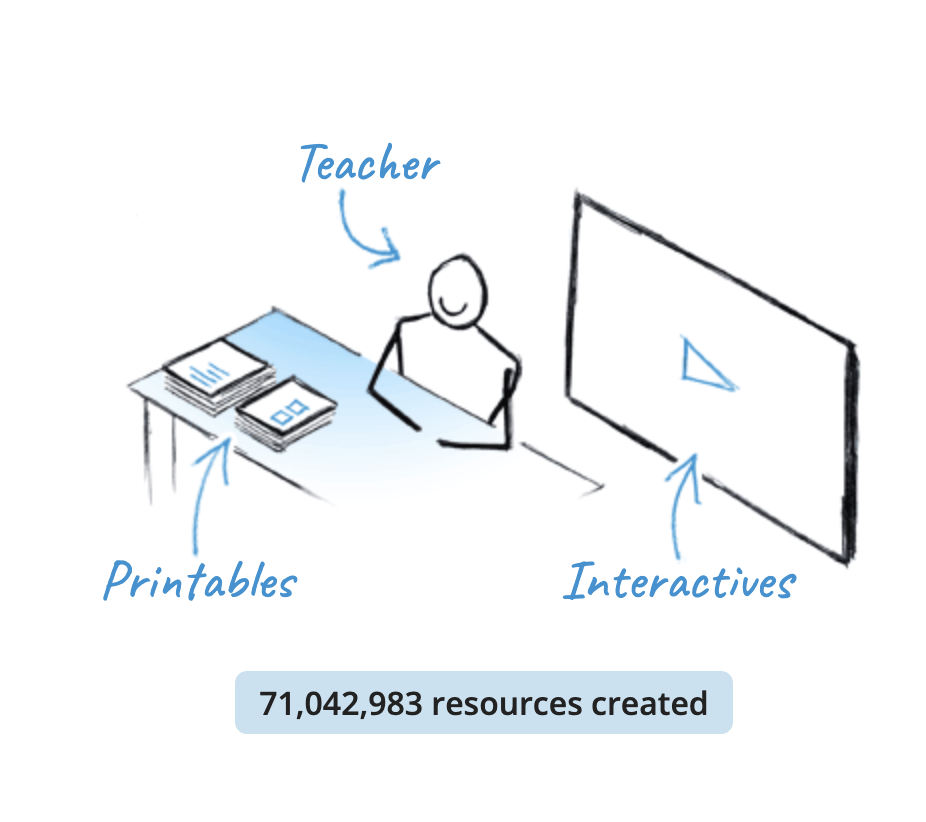 Teacher
Printables
Interactives
71,042,983 resources created